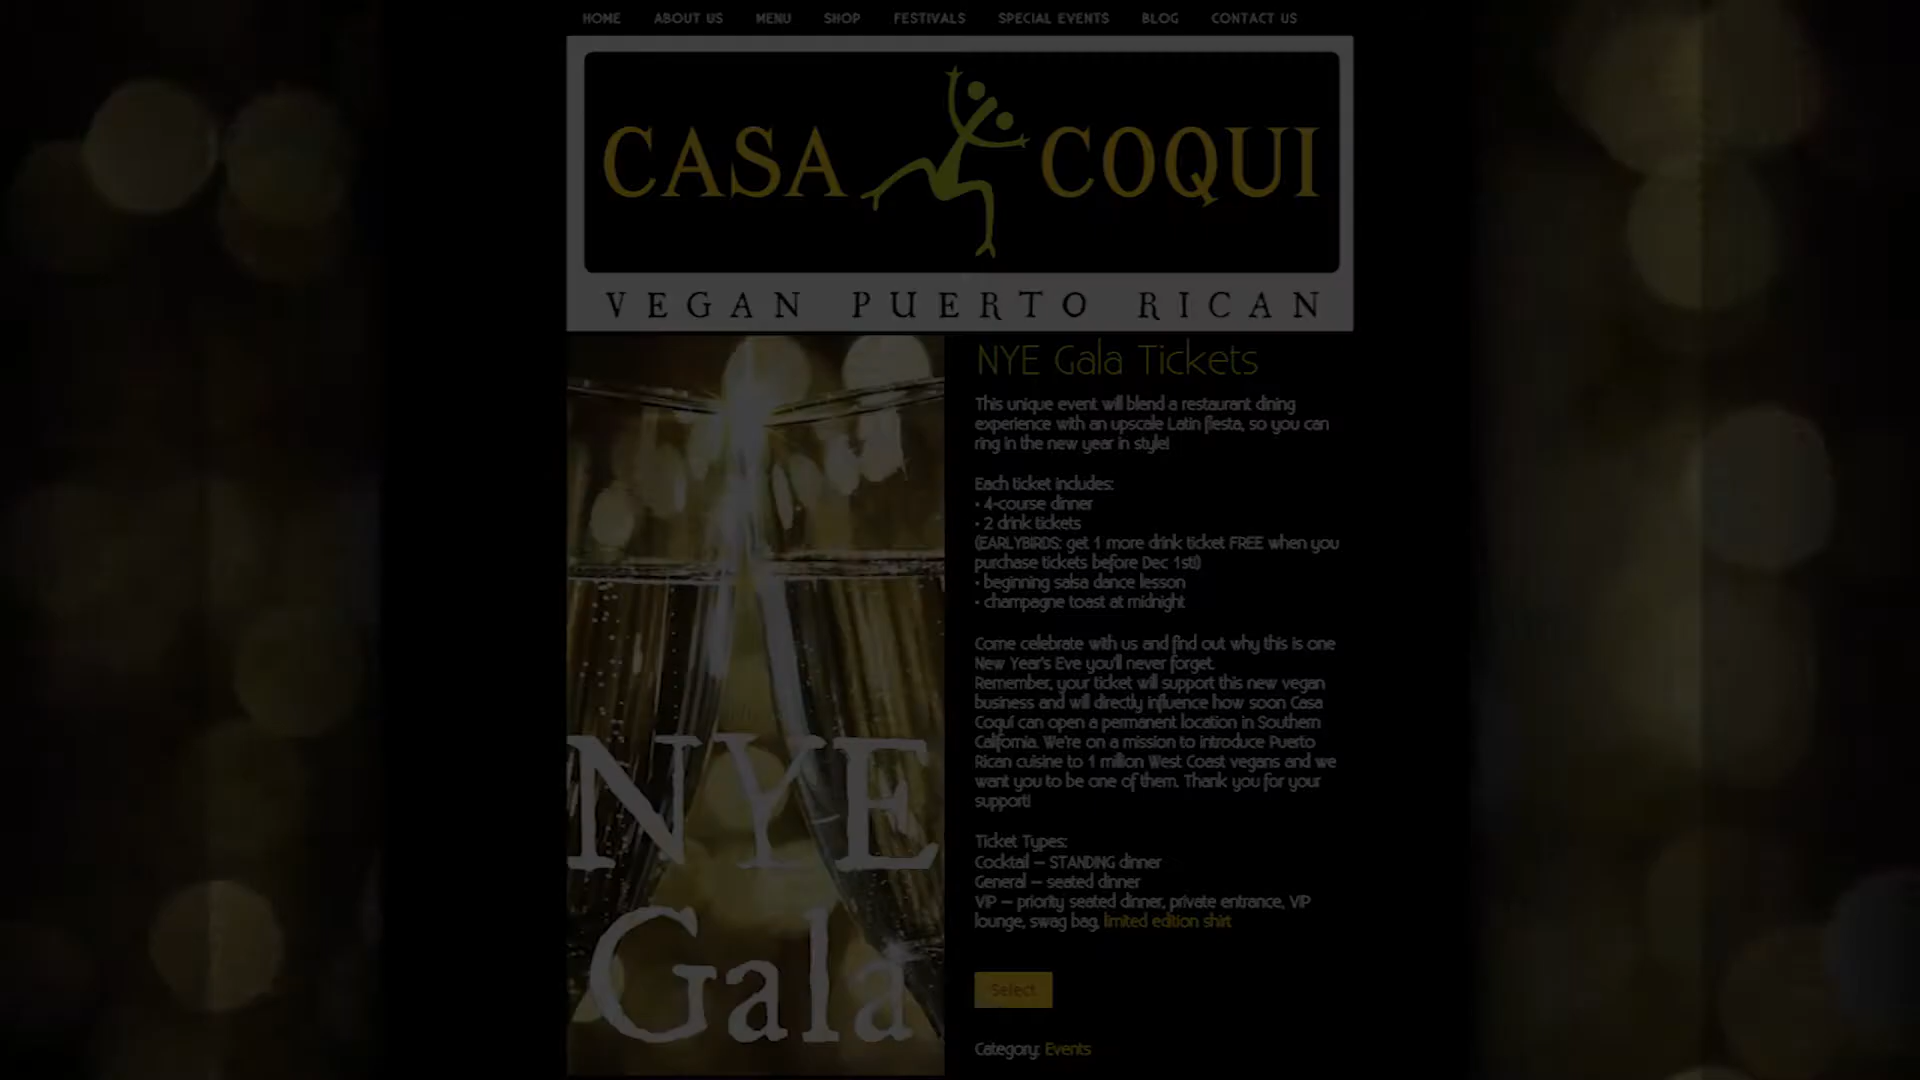 HOME ABOUT US MENU SHOP FESTIVALS SPECIAL EVENTS BLOG CONTACT US
CASA COQUI
VEGAN PUERTO RICAN
NYE Gala Tickets
This unique event will blend a restaurant dining
experience with an upscale Latin fiesta, so you can
ring in the new year in style!
Each ticket includes:
• 4-course dinner
• 2 drink tickets
(EARLYBIRDS: get 1 more drink ticket FREE when you
purchase tickets before Dec 1st!)
• beginning salsa dance lesson
• champagne toast at midnight
Come celebrate with us and find out why this is one
New Year's Eve you'll never forget.
Remember, your ticket will support this new vegan
business and will directly influence how soon Casa
Coquí can open a permanent location in Southern
California. We're on a mission to introduce Puerto
Rican cuisine to 1 million West Coast vegans and we
want you to be one of them. Thank you for your
support!
Ticket Types:
Cocktail – STANDING dinner
General – seated dinner
VIP – priority seated dinner, private entrance, VIP
lounge, swag bag, limited edition shirt
Select
Category: Events
NYE
Gala